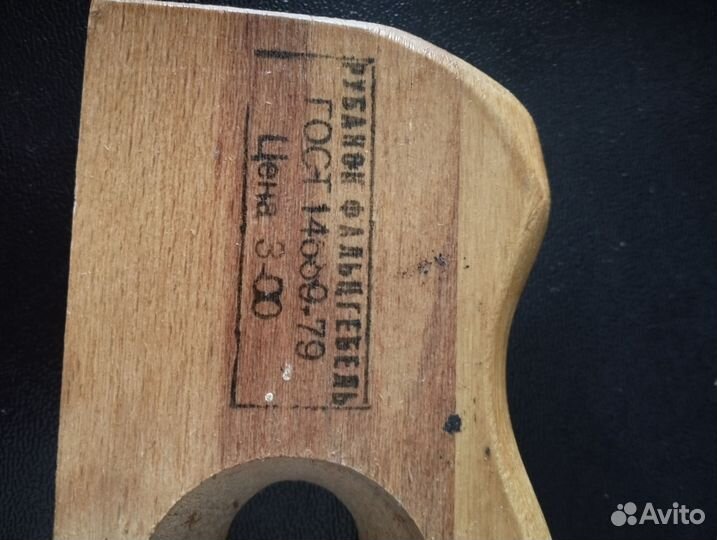 РУБАНОК ФАЛЬЦГЕБЕЛЬ
ГОСТ 14669-79
Цена 3-00
Avito